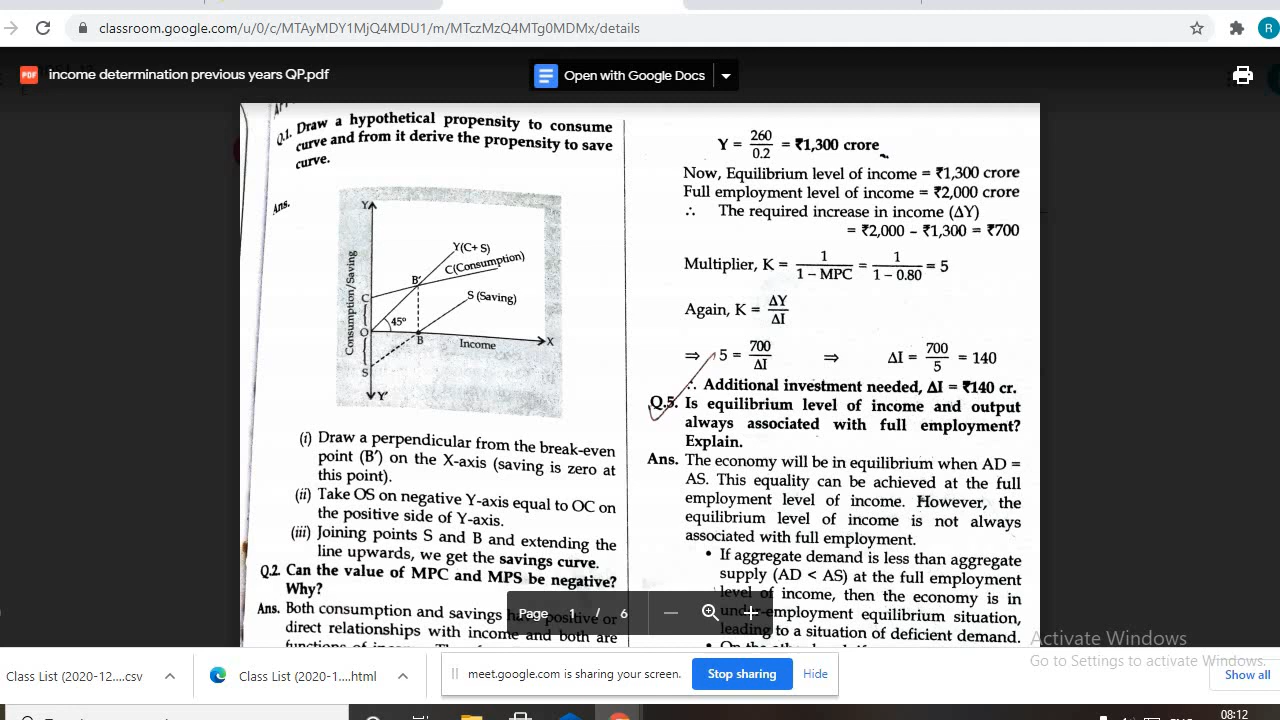 classroom.google.com/u/0/c/MTAyMDY1MjQ4MDU1/m/MTczMzQ4MTg0MDMx/details
R
PDF
income determination previous years QP.pdf
Open with Google Docs
Q.1. Draw a hypothetical propensity to consume
curve and from it derive the propensity to save
curve.
Ans.
Y
Consumption/Saving
Y(C+ S)
C(Consumption)
B'
S (Saving)
C
45°
O
B
Income
X
S
Y'
(i) Draw a perpendicular from the break-even
point (B') on the X-axis (saving is zero at
this point).
(ii) Take OS on negative Y-axis equal to OC on
the positive side of Y-axis.
(iii) Joining points S and B and extending the
line upwards, we get the savings curve.
Q.2. Can the value of MPC and MPS be negative?
Why?
Ans. Both consumption and savings have positive or
direct relationships with income and both are
Y = 260/0.2 = ₹1,300 crore
Now, Equilibrium level of income = ₹1,300 crore
Full employment level of income = ₹2,000 crore
∴ The required increase in income (ΔY)
= ₹2,000 – ₹1,300 = ₹700
Multiplier, K = 1/(1 – MPC) = 1/(1 – 0.80) = 5
Again, K = ΔY/ΔI
⇒ 5 = 700/ΔI ⇒ ΔI = 700/5 = 140
∴ Additional investment needed, ΔI = ₹140 cr.
Q.5. Is equilibrium level of income and output
always associated with full employment?
Explain.
Ans. The economy will be in equilibrium when AD =
AS. This equality can be achieved at the full
employment level of income. However, the
equilibrium level of income is not always
associated with full employment.
• If aggregate demand is less than aggregate
supply (AD < AS) at the full employment
level of income, then the economy is in
under-employment equilibrium situation,
leading to a situation of deficient demand.
Page 1 / 6
Activate Windows
Go to Settings to activate Windows.
Class List (2020-12....csv
Class List (2020-1....html
meet.google.com is sharing your screen.
Stop sharing
Hide
Show all
08:12